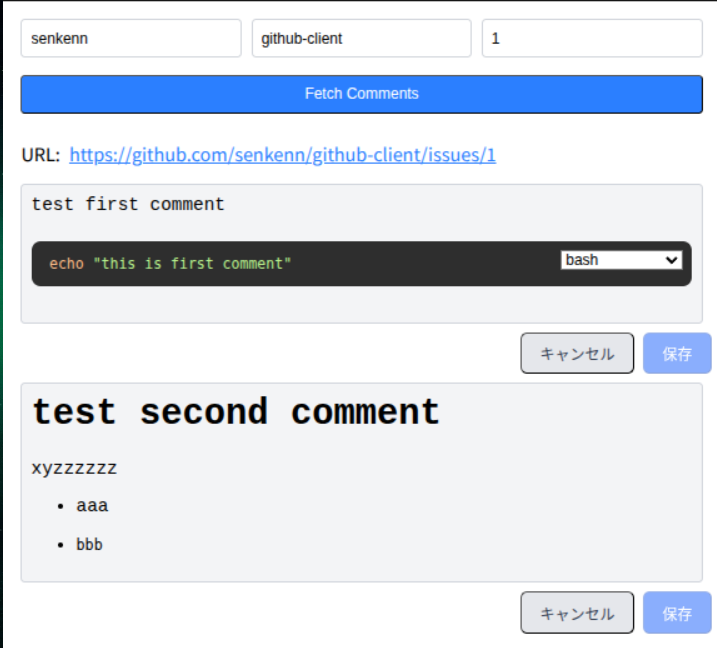 senkenn github-client 1
Fetch Comments
URL: https://github.com/senkenn/github-client/issues/1
test first comment
echo "this is first comment" bash
キャンセル 保存
test second comment
xyzzzzzz
• aaa
• bbb
キャンセル 保存